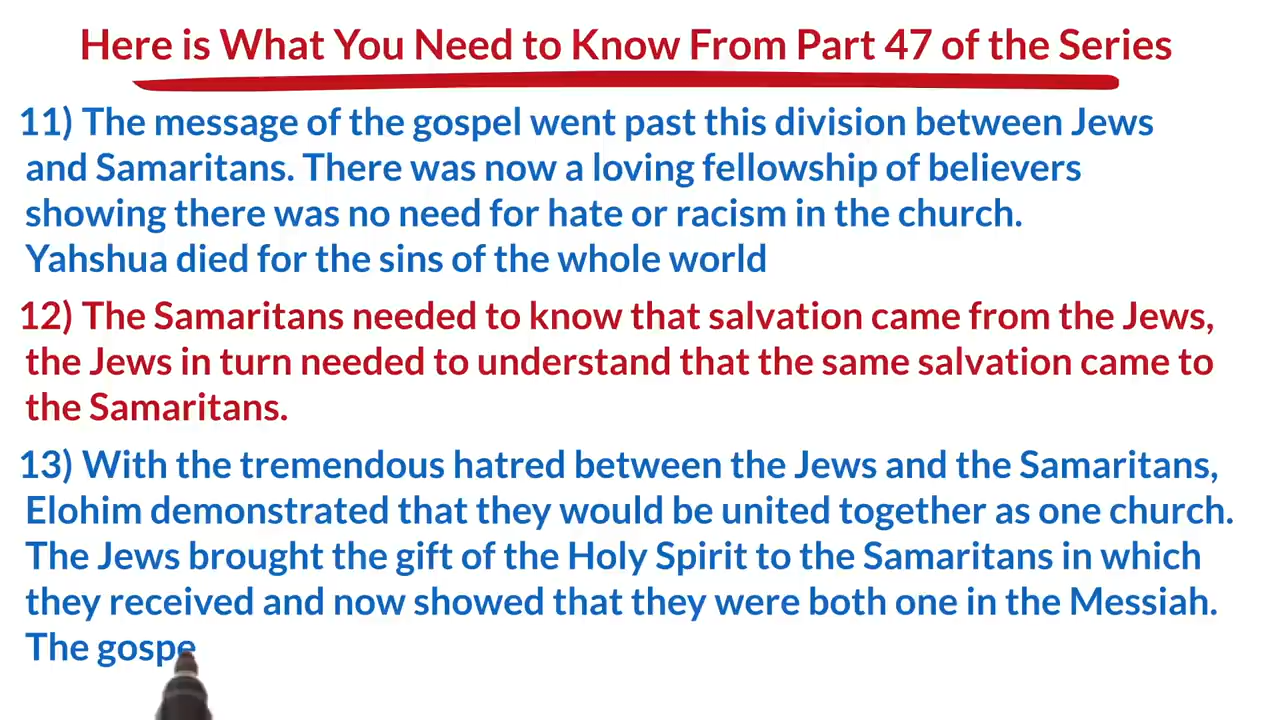 Here is What You Need to Know From Part 47 of the Series
11) The message of the gospel went past this division between Jews
and Samaritans. There was now a loving fellowship of believers
showing there was no need for hate or racism in the church.
Yahshua died for the sins of the whole world
12) The Samaritans needed to know that salvation came from the Jews,
the Jews in turn needed to understand that the same salvation came to
the Samaritans.
13) With the tremendous hatred between the Jews and the Samaritans,
Elohim demonstrated that they would be united together as one church.
The Jews brought the gift of the Holy Spirit to the Samaritans in which
they received and now showed that they were both one in the Messiah.
The gospe